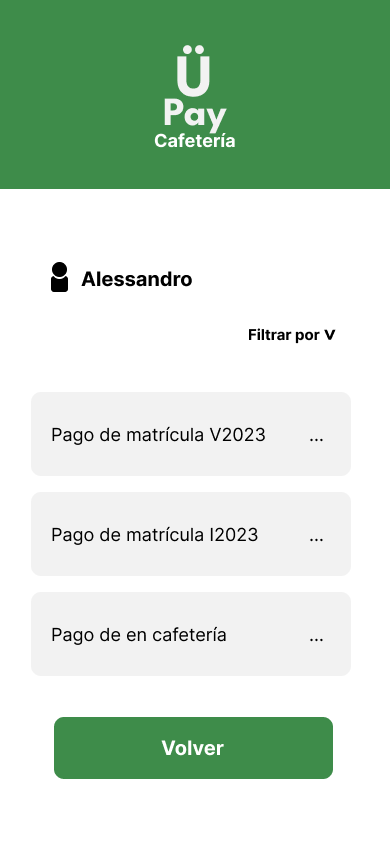 Ü
Pay
Cafetería
Alessandro
Filtrar por V
Pago de matrícula V2023 ...
Pago de matrícula I2023 ...
Pago de en cafetería ...
Volver